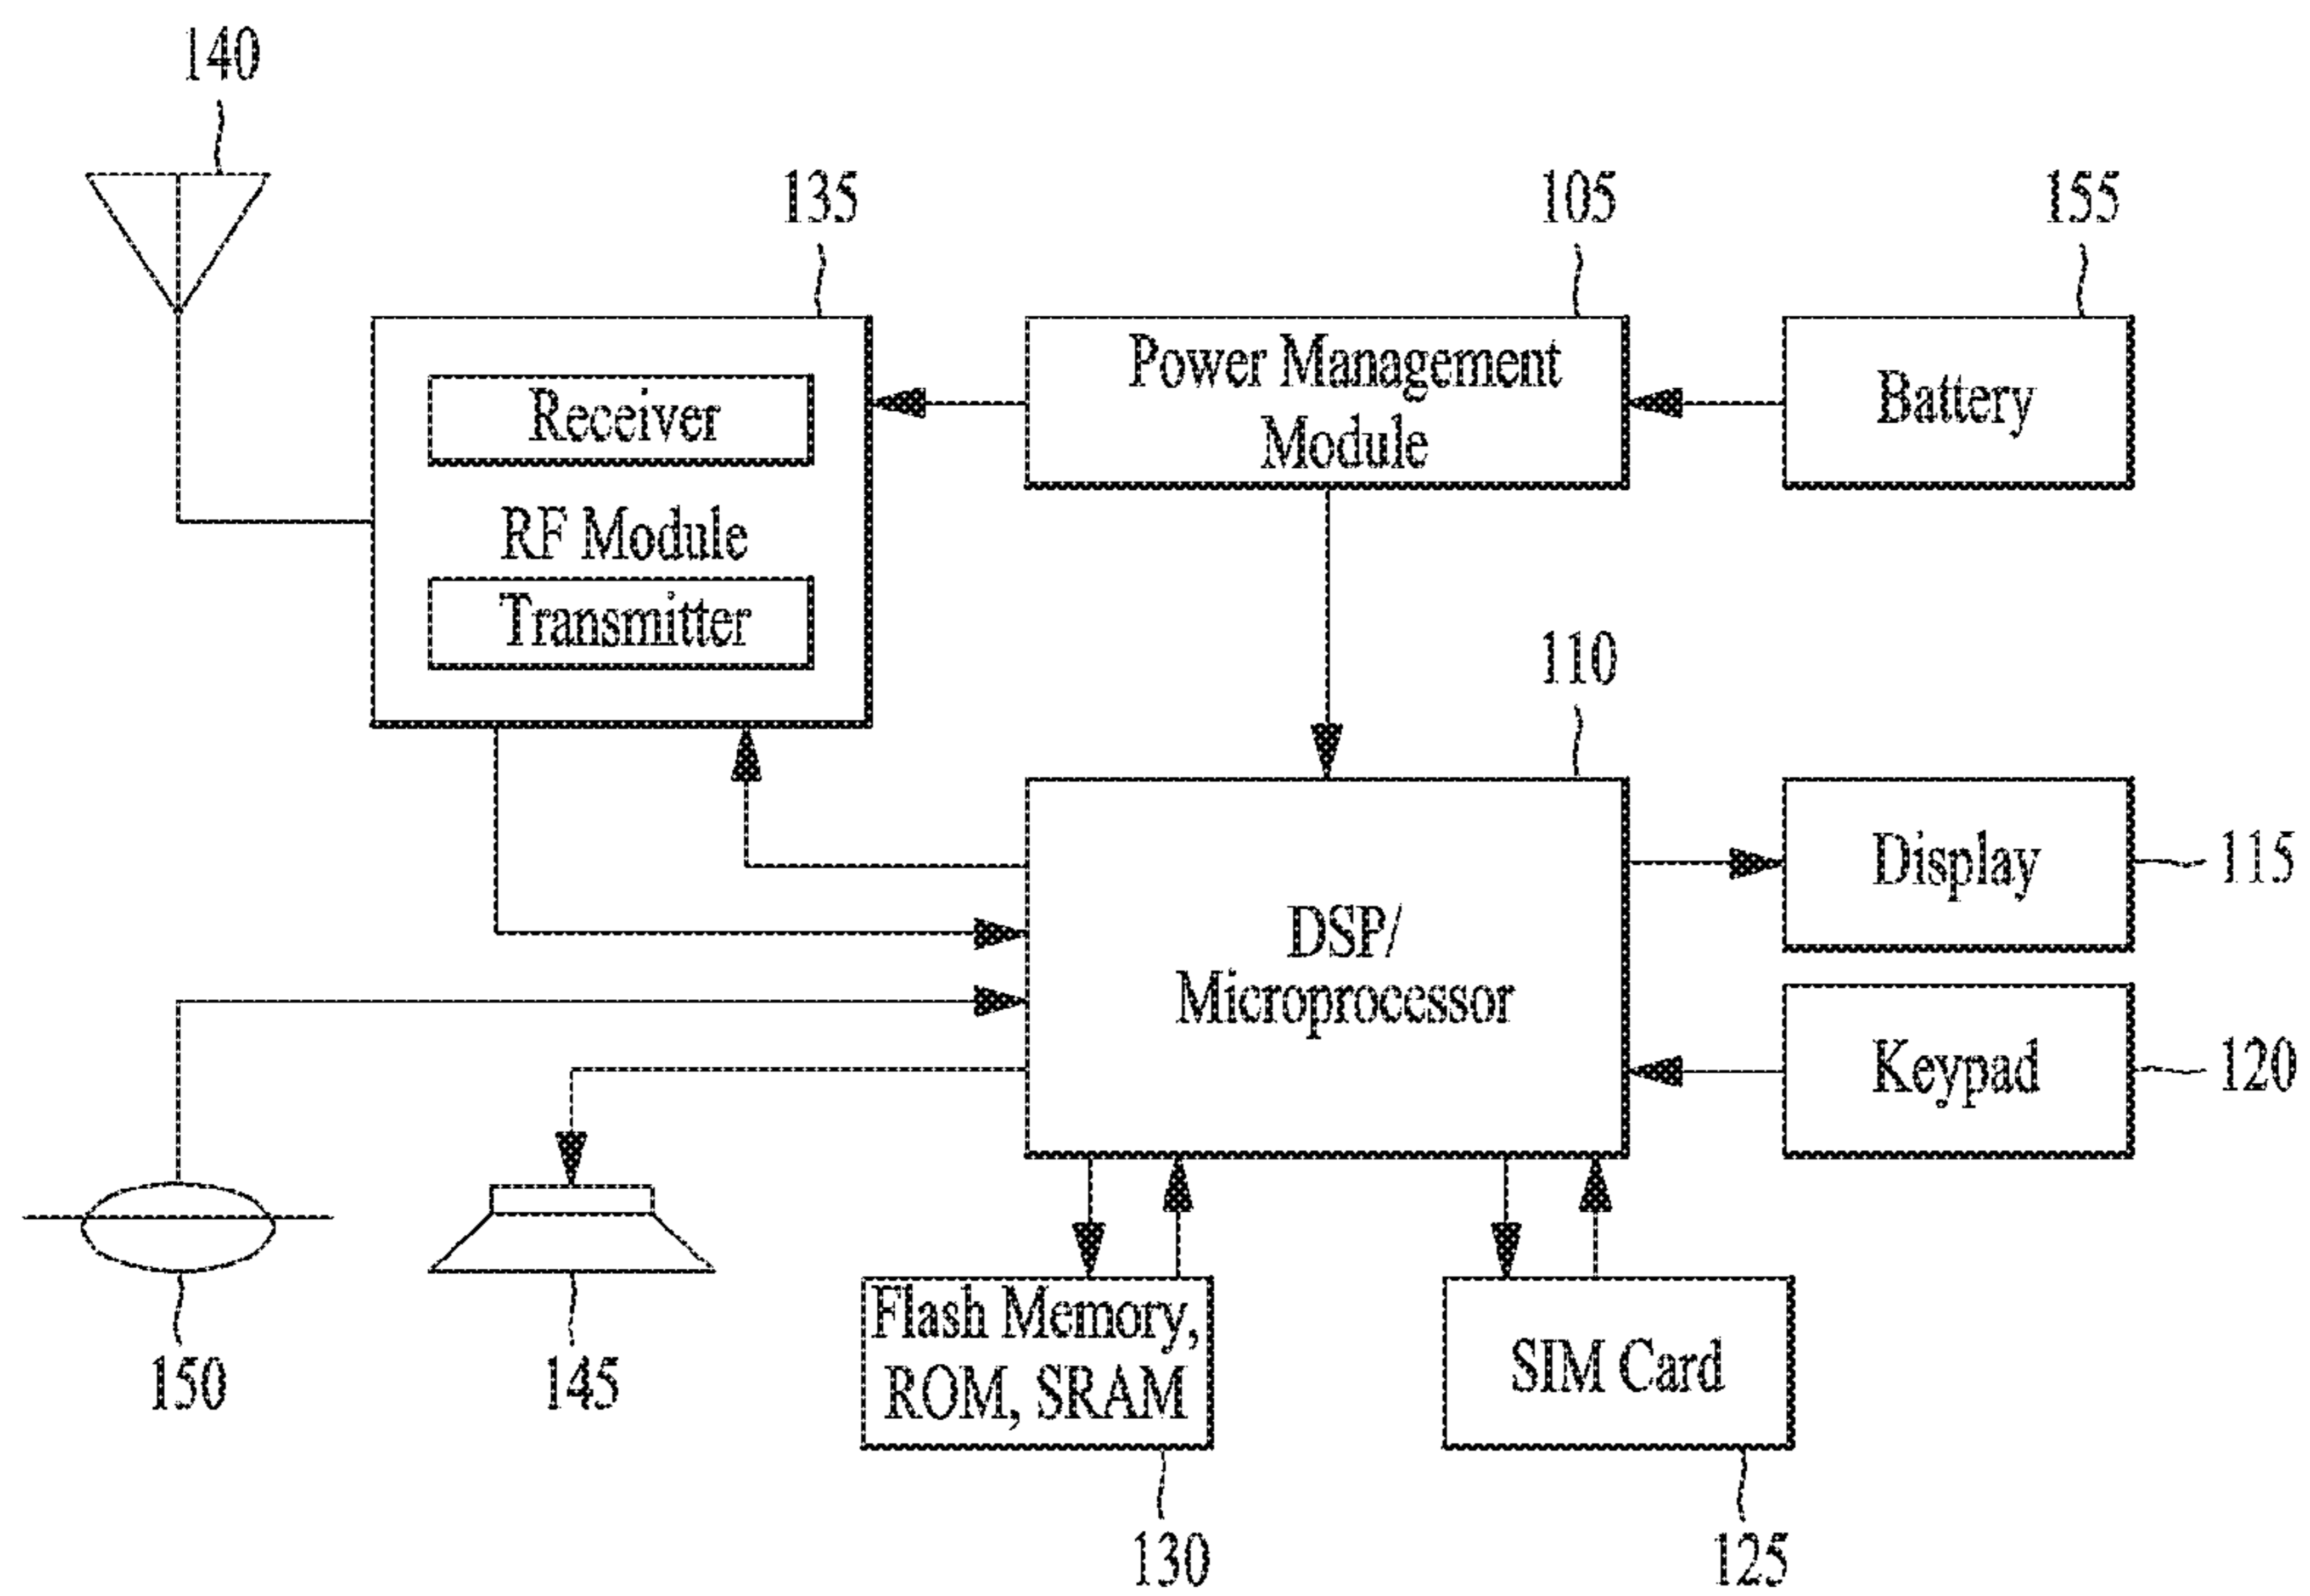 140
135
105
155
Receiver
RF Module
Transmitter
Power Management
Module
Battery
110
DSP/
Microprocessor
Display
115
Keypad
120
150
145
Flash Memory,
ROM, SRAM
130
SIM Card
125